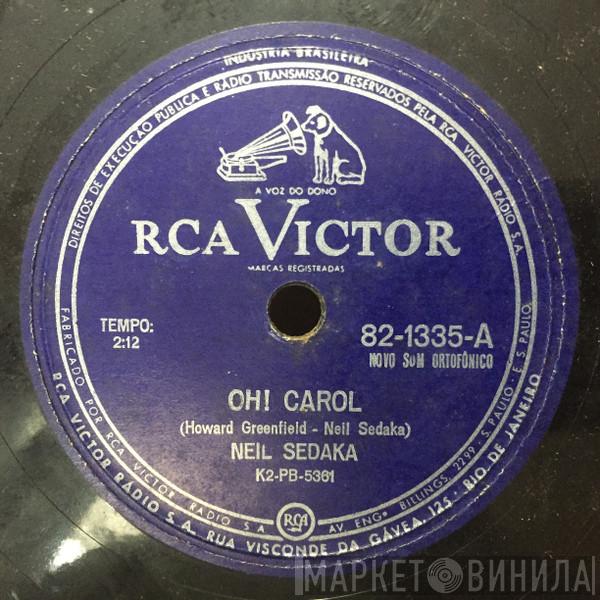 INDÚSTRIA BRASILEIRA
DIREITOS DE EXECUÇÃO PÚBLICA E RÁDIO TRANSMISSÃO RESERVADOS PELA RCA VICTOR RÁDIO S.A.
A VOZ DO DONO
RCA VICTOR
MARCAS REGISTRADAS
TEMPO:
2:12
82-1335-A
NOVO SOM ORTOFÔNICO
OH! CAROL
(Howard Greenfield - Neil Sedaka)
NEIL SEDAKA
K2-PB-5361
FABRICADO POR RCA VICTOR RADIO S A
RCA
AV. ENGº BILLINGS, 2299 - S. PAULO - E. S. PAULO
RCA VICTOR RÁDIO S.A. RUA VISCONDE DA GÁVEA, 125 - RIO DE JANEIRO
МАРКЕТ ВИНИЛА